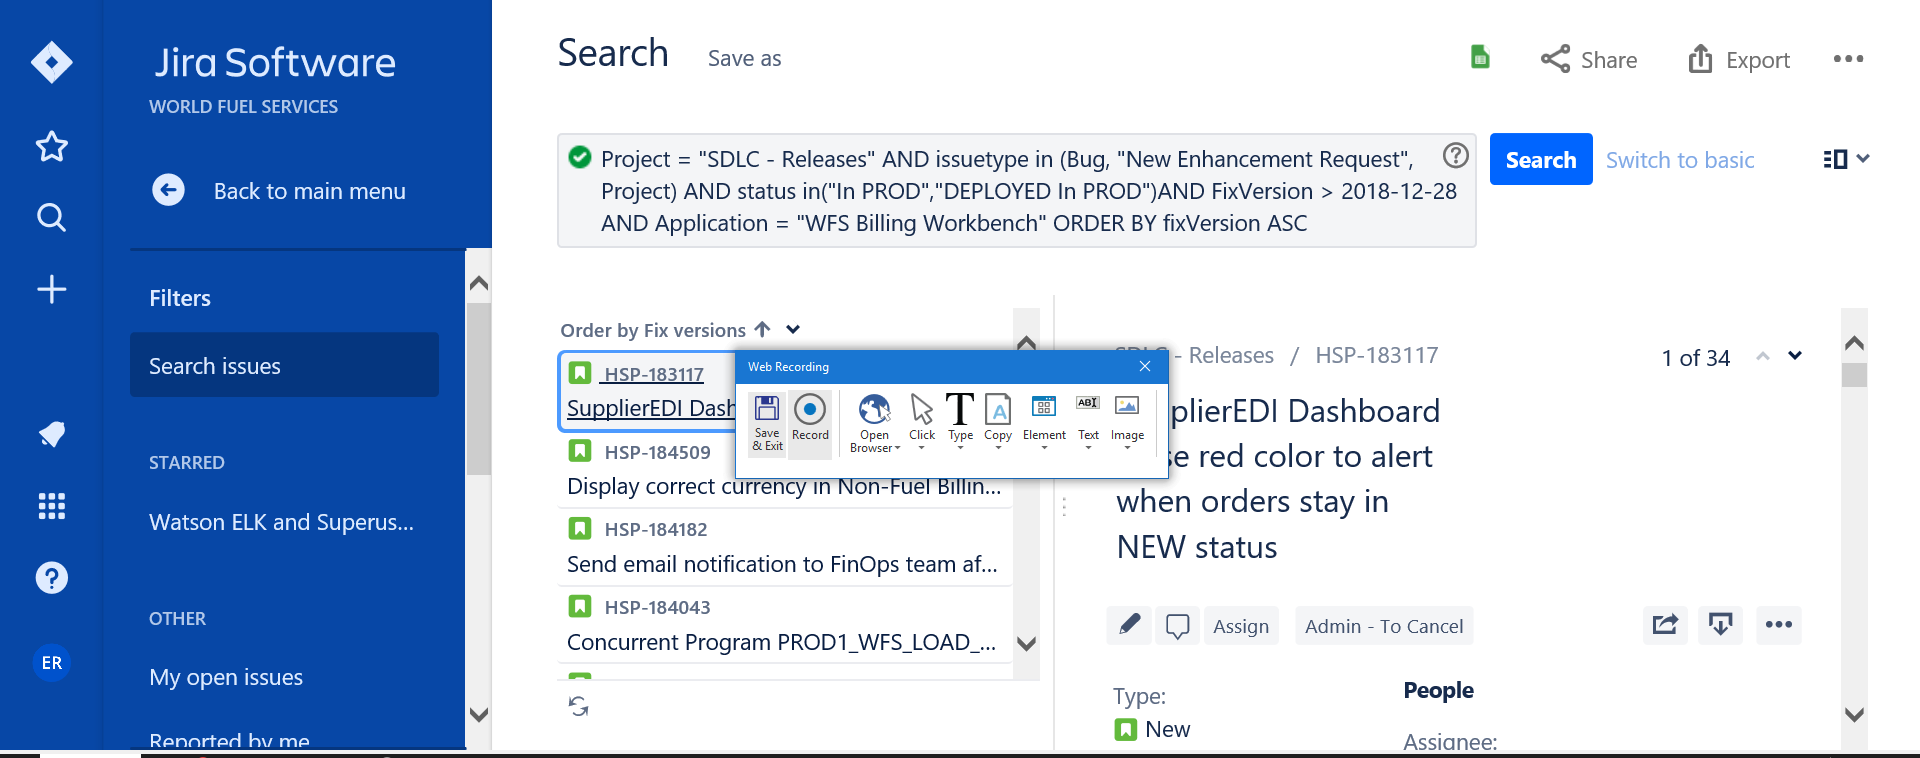 Jira Software
WORLD FUEL SERVICES
Back to main menu
Filters
Search issues
STARRED
Watson ELK and Superus...
OTHER
My open issues
Reported by me
ER
Search
Save as
Share
Export
Project = "SDLC - Releases" AND issuetype in (Bug, "New Enhancement Request",
Project) AND status in("In PROD","DEPLOYED In PROD")AND FixVersion > 2018-12-28
AND Application = "WFS Billing Workbench" ORDER BY fixVersion ASC
Search
Switch to basic
Order by Fix versions
HSP-183117
SupplierEDI Dash
HSP-184509
Display correct currency in Non-Fuel Billin...
HSP-184182
Send email notification to FinOps team af...
HSP-184043
Concurrent Program PROD1_WFS_LOAD_...
Web Recording
Save
& Exit
Record
Open
Browser
Click
Type
Copy
Element
Text
Image
SDLC - Releases / HSP-183117
1 of 34
plierEDI Dashboard
se red color to alert
when orders stay in
NEW status
Assign
Admin - To Cancel
Type:
New
People
Assignee: